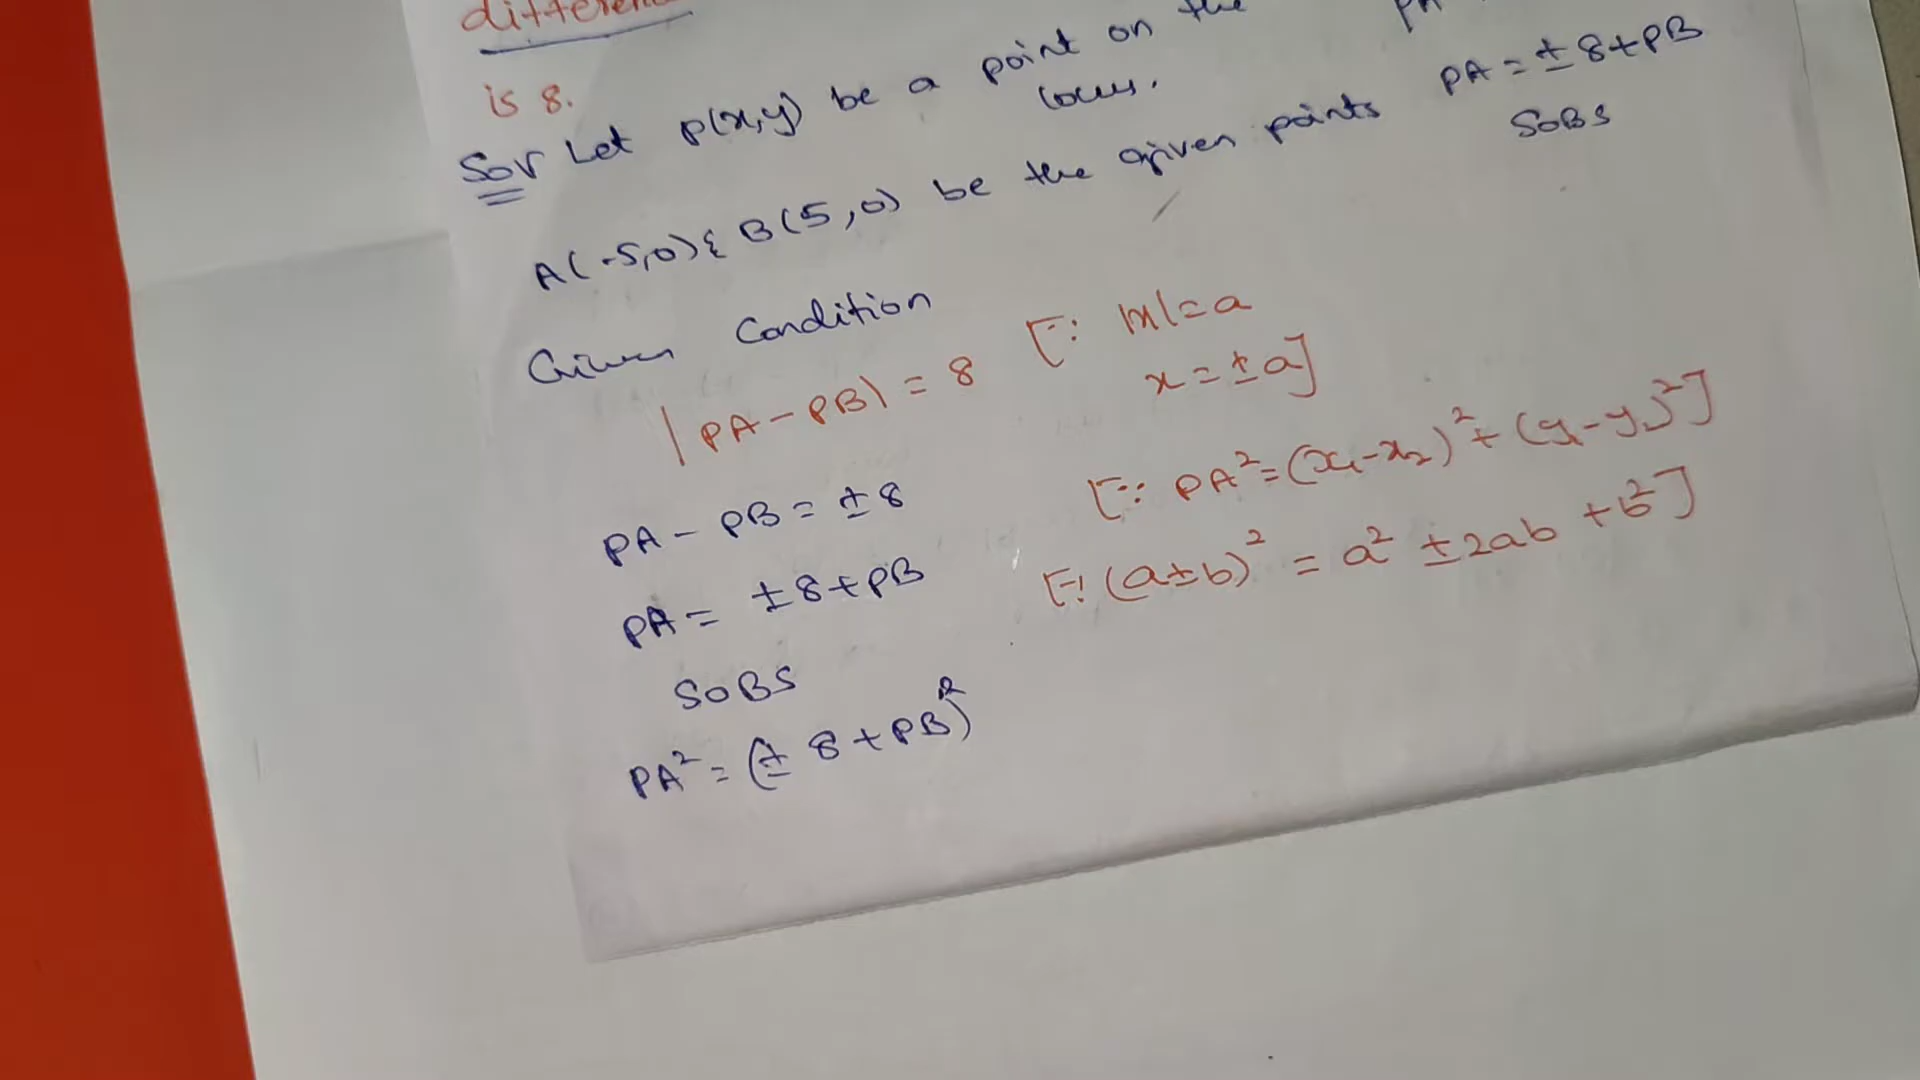 difference
is 8.
Sol Let P(x,y) be a point on the
locus.
A(-5,0) & B(5,0) be the given points
Given Condition
|PA-PB| = 8
PA - PB = ±8
PA = ±8+PB
SOBS
PA² = (± 8+PB)²
PA
PA = ±8+PB
SOBS
[∵ |x|=a
x = ±a]
[∵ PA² = (x₁-x₂)² + (y₁-y₂)²]
[∵ (a±b)² = a² ±2ab +b²]